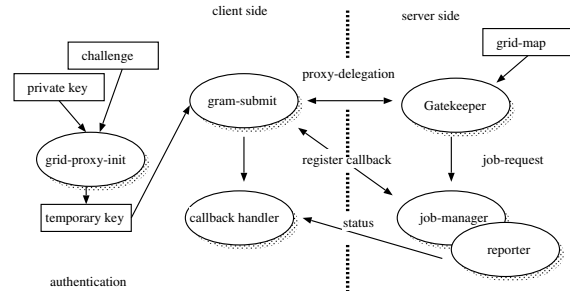 client side
server side
challenge
grid-map
private key
proxy-delegation
gram-submit
Gatekeeper
grid-proxy-init
register callback
job-request
temporary key
callback handler
status
job-manager
reporter
authentication